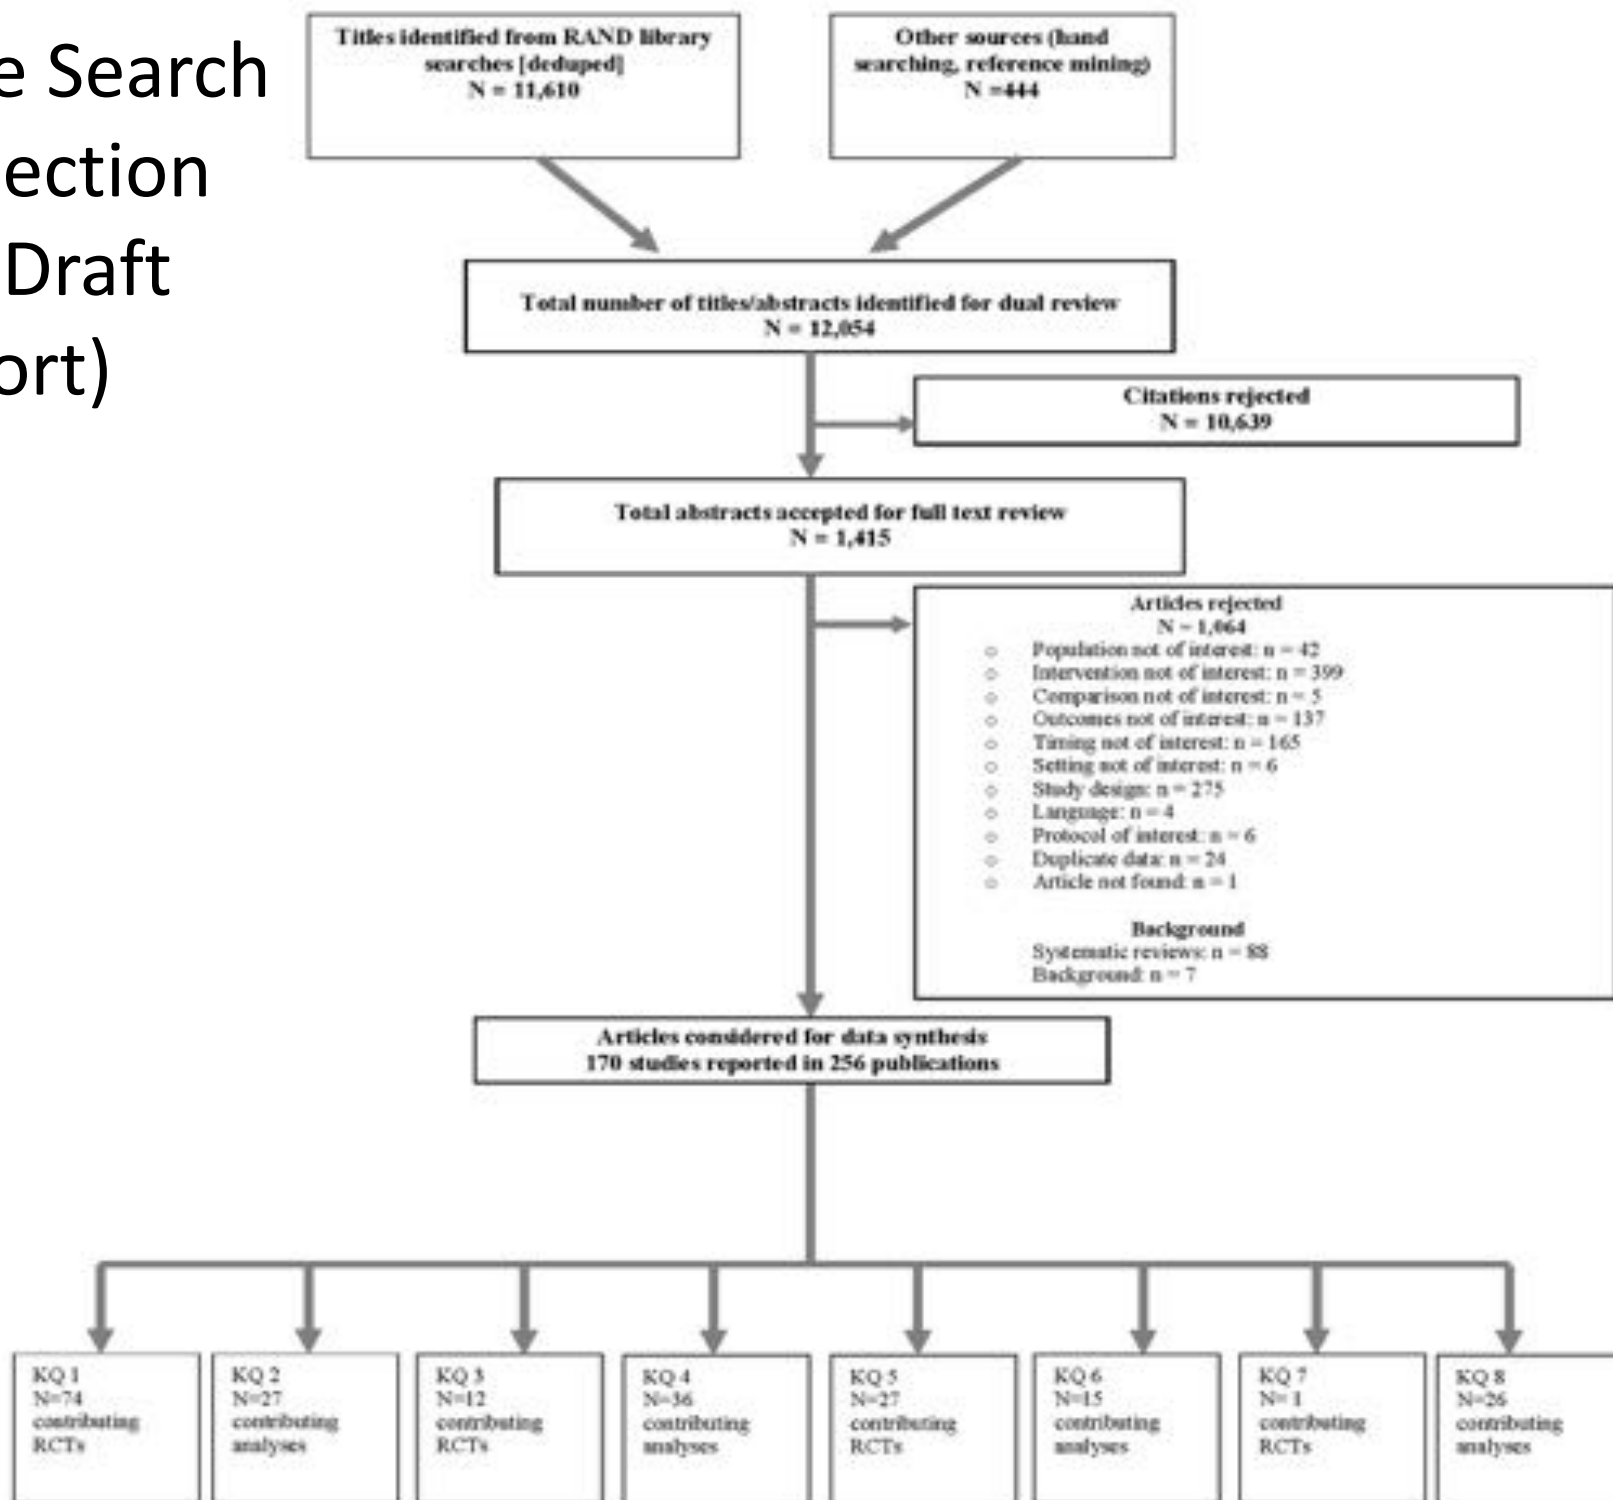 e Search
ection
Draft
ort)
Titles identified from RAND library
searches [deduped]
N = 11,610
Other sources (hand
searching, reference mining)
N =444
Total number of titles/abstracts identified for dual review
N = 12,054
Citations rejected
N = 10,639
Total abstracts accepted for full text review
N = 1,415
Articles rejected
N = 1,064
○ Population not of interest: n = 42
○ Intervention not of interest: n = 399
○ Comparison not of interest: n = 5
○ Outcomes not of interest: n = 137
○ Timing not of interest: n = 165
○ Setting not of interest: n = 6
○ Study design: n = 275
○ Language: n = 4
○ Protocol of interest: n = 6
○ Duplicate data: n = 24
○ Article not found: n = 1
Background
Systematic reviews: n = 88
Background: n = 7
Articles considered for data synthesis
170 studies reported in 256 publications
KQ 1
N=74
contributing
RCTs
KQ 2
N=27
contributing
analyses
KQ 3
N=12
contributing
RCTs
KQ 4
N=36
contributing
analyses
KQ 5
N=27
contributing
RCTs
KQ 6
N=15
contributing
analyses
KQ 7
N= 1
contributing
RCTs
KQ 8
N=26
contributing
analyses